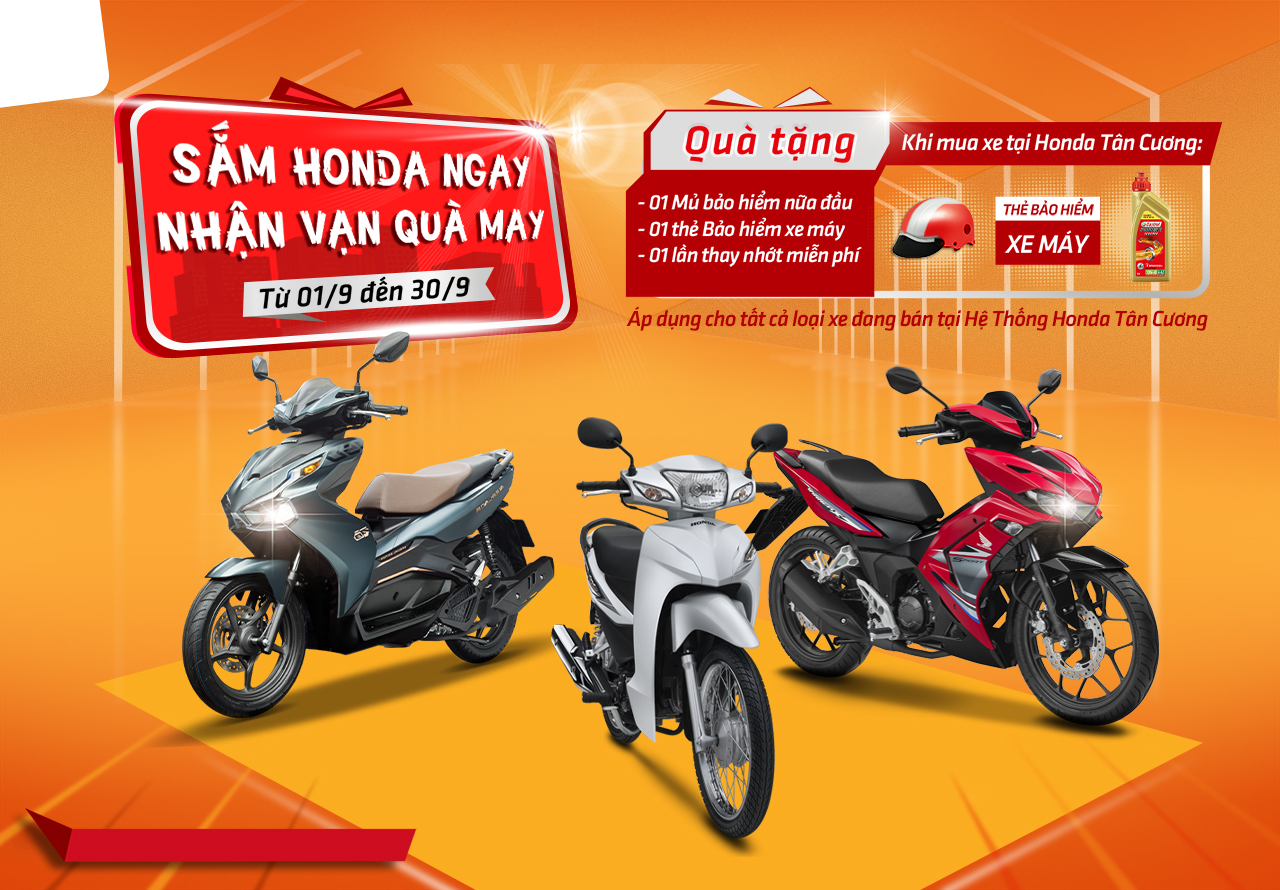 SẮM HONDA NGAY
NHẬN VẠN QUÀ MAY
Từ 01/9 đến 30/9
Quà tặng
Khi mua xe tại Honda Tân Cương:
- 01 Mủ bảo hiểm nữa đầu
- 01 thẻ Bảo hiểm xe máy
- 01 lần thay nhớt miễn phí
THẺ BẢO HIỂM
XE MÁY
Áp dụng cho tất cả loại xe đang bán tại Hệ Thống Honda Tân Cương
HONDA
SPORT